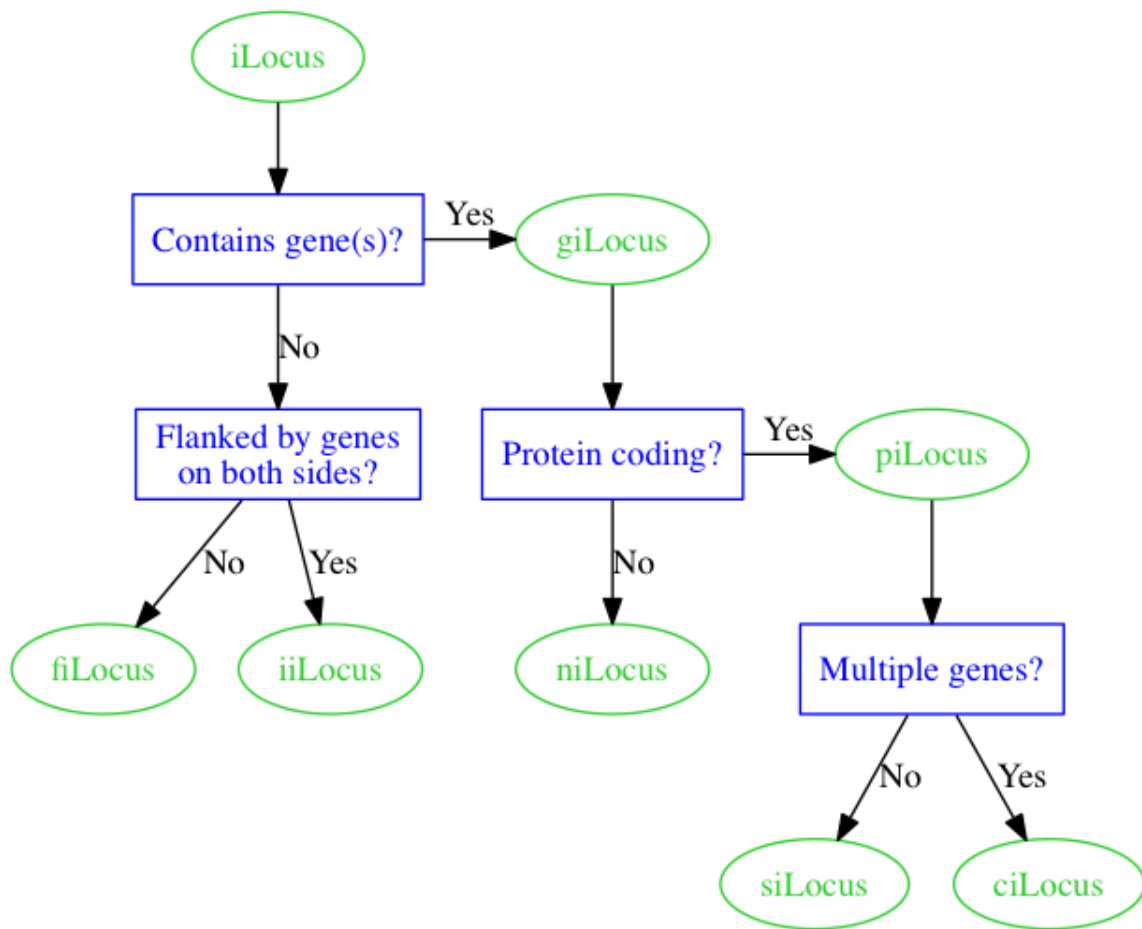 iLocus
Contains gene(s)?
Yes
giLocus
No
Flanked by genes
on both sides?
Protein coding?
Yes
piLocus
No
Yes
No
fiLocus
iiLocus
niLocus
Multiple genes?
No
Yes
siLocus
ciLocus